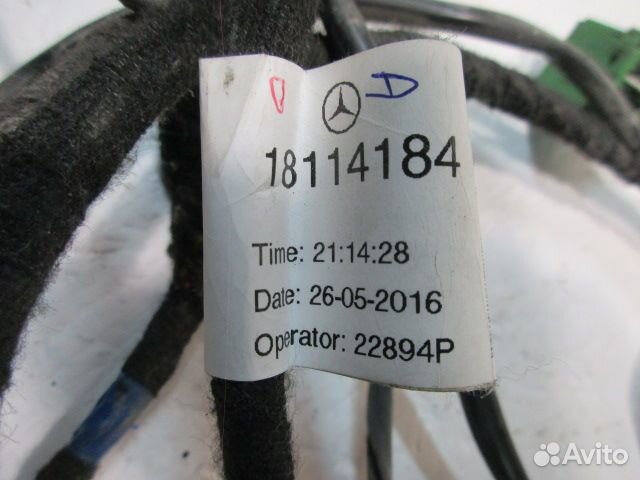 D
18114184
Time: 21:14:28
Date: 26-05-2016
Operator: 22894P
Avito